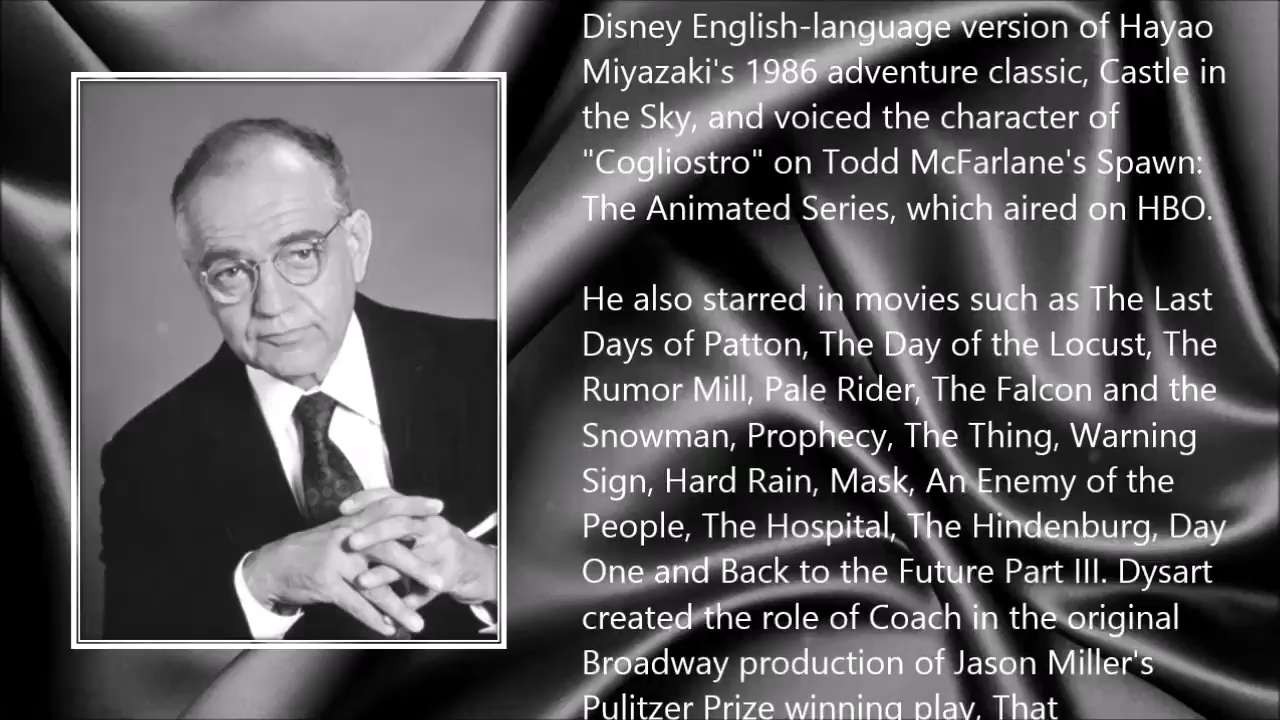 Disney English-language version of Hayao
Miyazaki's 1986 adventure classic, Castle in
the Sky, and voiced the character of
"Cogliostro" on Todd McFarlane's Spawn:
The Animated Series, which aired on HBO.
He also starred in movies such as The Last
Days of Patton, The Day of the Locust, The
Rumor Mill, Pale Rider, The Falcon and the
Snowman, Prophecy, The Thing, Warning
Sign, Hard Rain, Mask, An Enemy of the
People, The Hospital, The Hindenburg, Day
One and Back to the Future Part III. Dysart
created the role of Coach in the original
Broadway production of Jason Miller's
Pulitzer Prize winning play, That